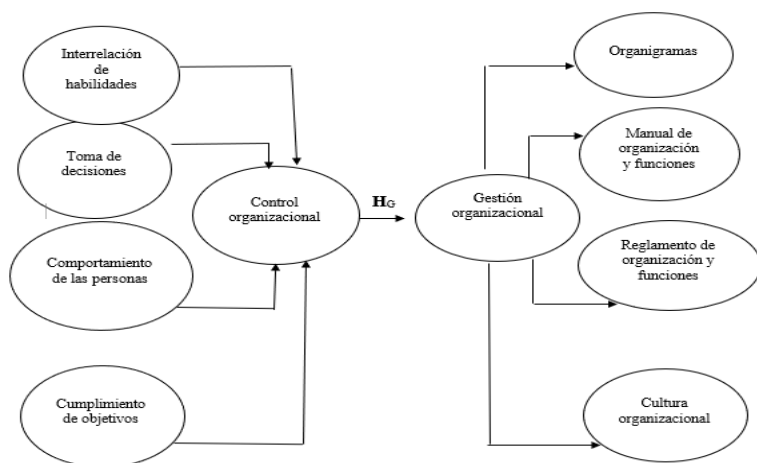 Interrelación
de
habilidades
Toma de
decisiones
Comportamiento
de las personas
Cumplimiento
de objetivos
Control
organizacional
HG
Gestión
organizacional
Organigramas
Manual de
organización
y funciones
Reglamento de
organización y
funciones
Cultura
organizacional